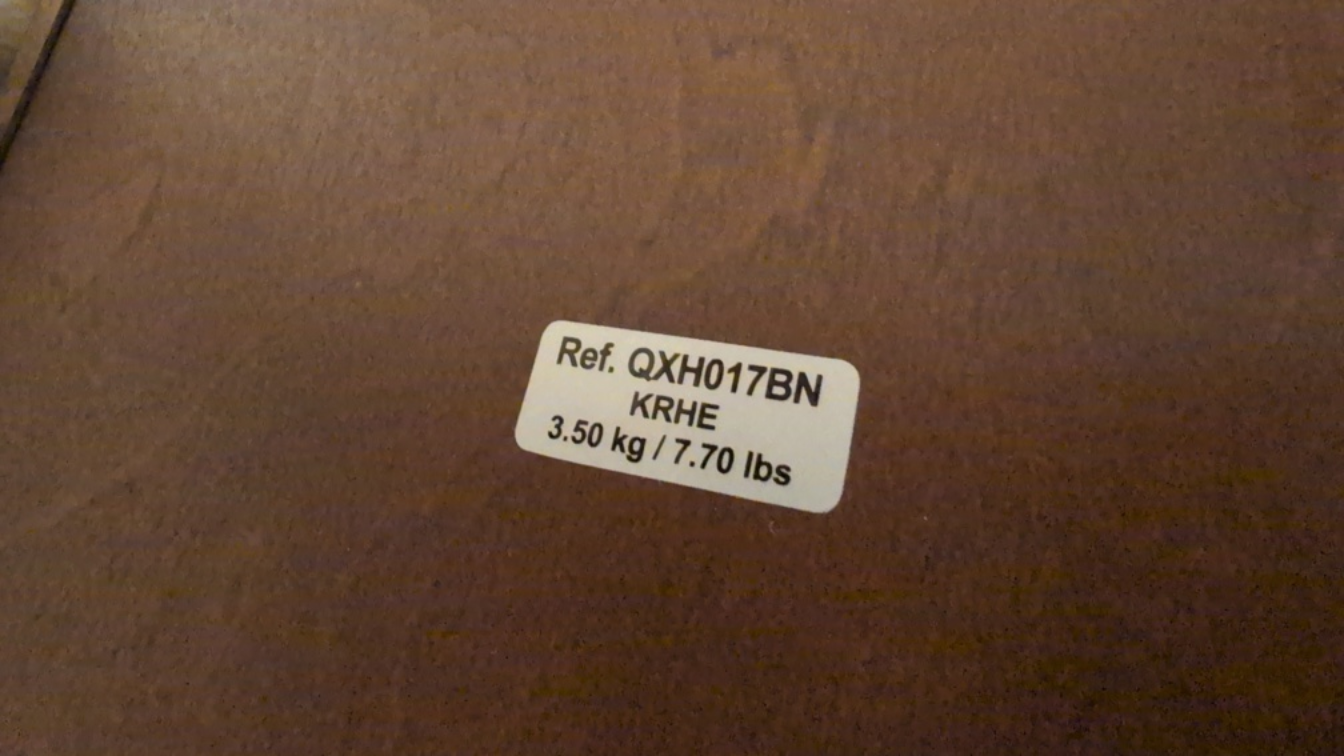 Ref. QXH017BN
KRHE
3.50 kg / 7.70 lbs